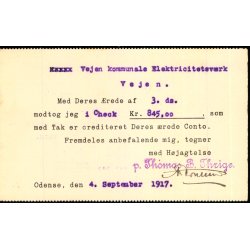 xxxxx Vejen kommunale Elektricitetsværk
Vejen.
Med Deres Ærede af 3. ds.
modtog jeg i Check Kr. 845,00 , som
med Tak er crediteret Deres ærede Conto.
Fremdeles anbefalende mig, tegner
med Højagtelse
p. Thomas B. Thrige.
Odense, den 4. September 1917.